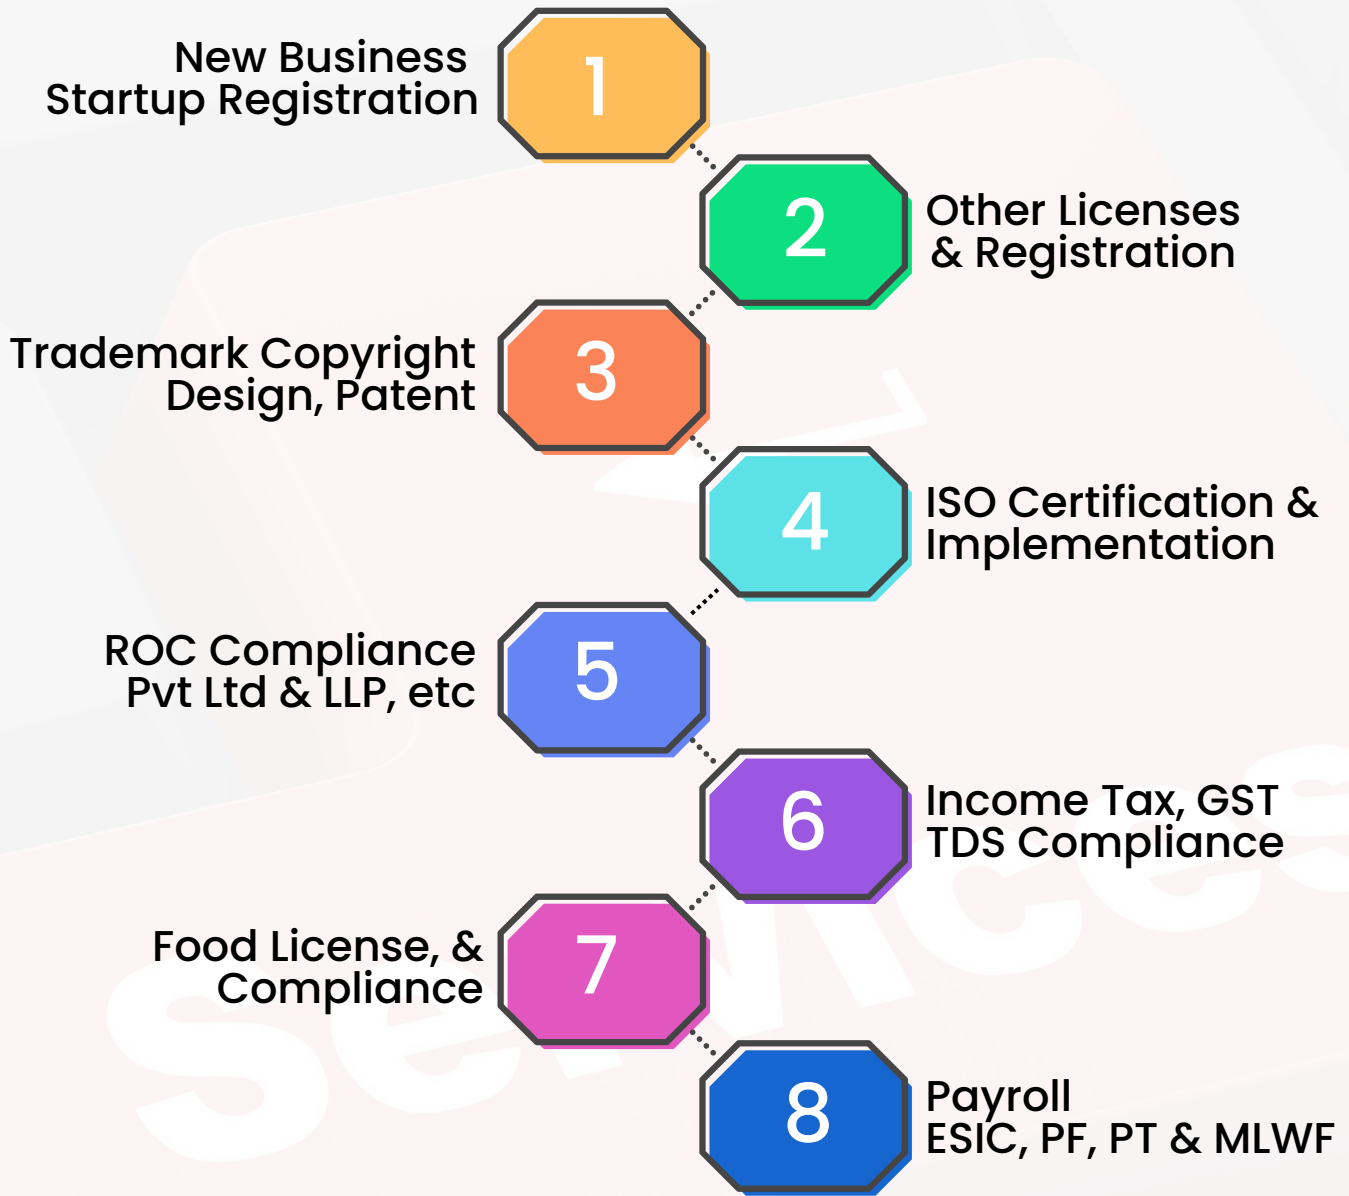 New Business
Startup Registration
1
2
Other Licenses
& Registration
Trademark Copyright
Design, Patent
3
4
ISO Certification &
Implementation
ROC Compliance
Pvt Ltd & LLP, etc
5
6
Income Tax, GST
TDS Compliance
Food License, &
Compliance
7
8
Payroll
ESIC, PF, PT & MLWF
Services